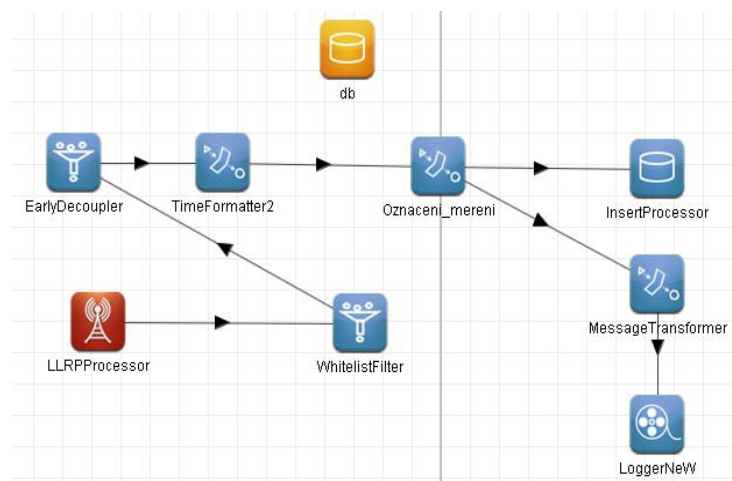 db
EarlyDecoupler
TimeFormatter2
Oznaceni_mereni
InsertProcessor
LLRPProcessor
WhitelistFilter
MessageTransformer
LoggerNeW